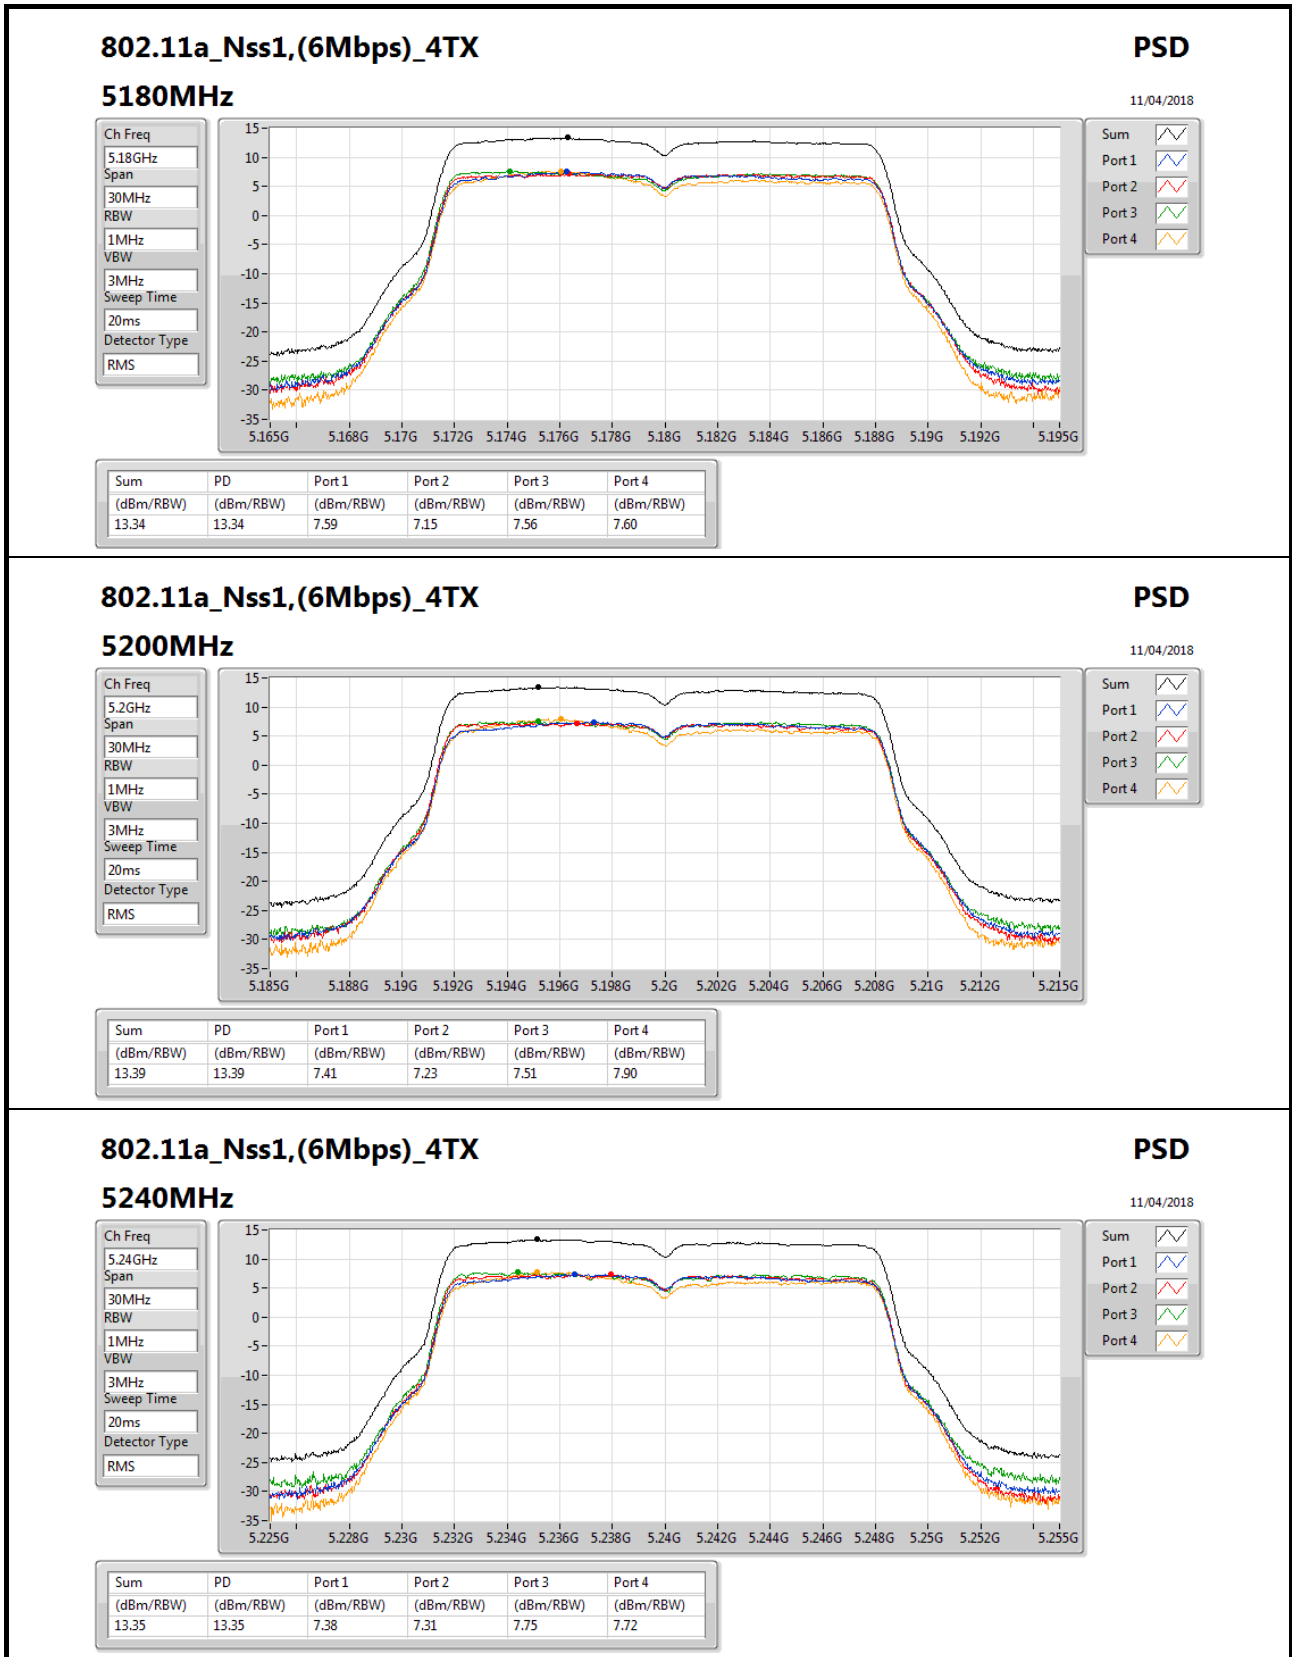 802.11a_Nss1,(6Mbps)_4TX PSD
5180MHz 11/04/2018
Ch Freq
5.18GHz
Span
30MHz
RBW
1MHz
VBW
3MHz
Sweep Time
20ms
Detector Type
RMS
15
10
5
0
-5
-10
-15
-20
-25
-30
-35
5.165G 5.168G 5.17G 5.172G 5.174G 5.176G 5.178G 5.18G 5.182G 5.184G 5.186G 5.188G 5.19G 5.192G 5.195G
Sum
Port 1
Port 2
Port 3
Port 4
Sum PD Port 1 Port 2 Port 3 Port 4
(dBm/RBW) (dBm/RBW) (dBm/RBW) (dBm/RBW) (dBm/RBW) (dBm/RBW)
13.34 13.34 7.59 7.15 7.56 7.60
802.11a_Nss1,(6Mbps)_4TX PSD
5200MHz 11/04/2018
Ch Freq
5.2GHz
Span
30MHz
RBW
1MHz
VBW
3MHz
Sweep Time
20ms
Detector Type
RMS
15
10
5
0
-5
-10
-15
-20
-25
-30
-35
5.185G 5.188G 5.19G 5.192G 5.194G 5.196G 5.198G 5.2G 5.202G 5.204G 5.206G 5.208G 5.21G 5.212G 5.215G
Sum
Port 1
Port 2
Port 3
Port 4
Sum PD Port 1 Port 2 Port 3 Port 4
(dBm/RBW) (dBm/RBW) (dBm/RBW) (dBm/RBW) (dBm/RBW) (dBm/RBW)
13.39 13.39 7.41 7.23 7.51 7.90
802.11a_Nss1,(6Mbps)_4TX PSD
5240MHz 11/04/2018
Ch Freq
5.24GHz
Span
30MHz
RBW
1MHz
VBW
3MHz
Sweep Time
20ms
Detector Type
RMS
15
10
5
0
-5
-10
-15
-20
-25
-30
-35
5.225G 5.228G 5.23G 5.232G 5.234G 5.236G 5.238G 5.24G 5.242G 5.244G 5.246G 5.248G 5.25G 5.252G 5.255G
Sum
Port 1
Port 2
Port 3
Port 4
Sum PD Port 1 Port 2 Port 3 Port 4
(dBm/RBW) (dBm/RBW) (dBm/RBW) (dBm/RBW) (dBm/RBW) (dBm/RBW)
13.35 13.35 7.38 7.31 7.75 7.72